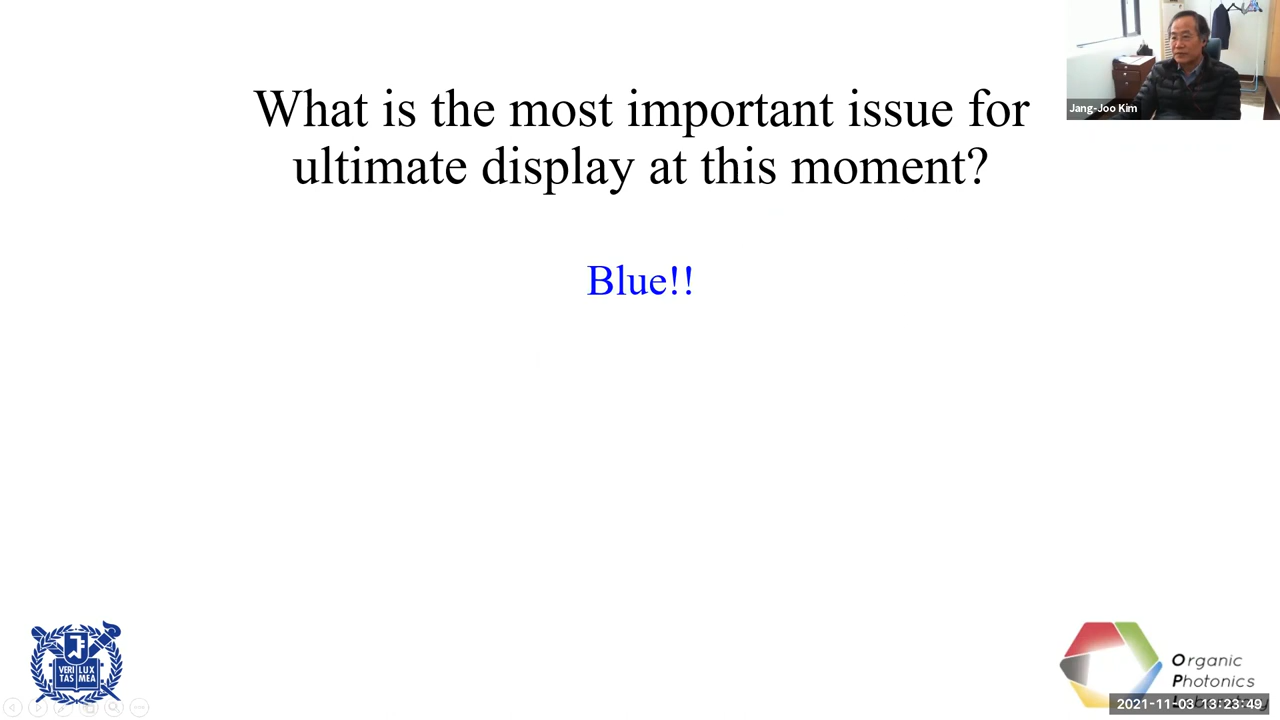 What is the most important issue for
ultimate display at this moment?
Jang-Joo Kim
Blue!!
VERI LUX
TAS MEA
Organic
Photonics
2021-11-03 13:23:49